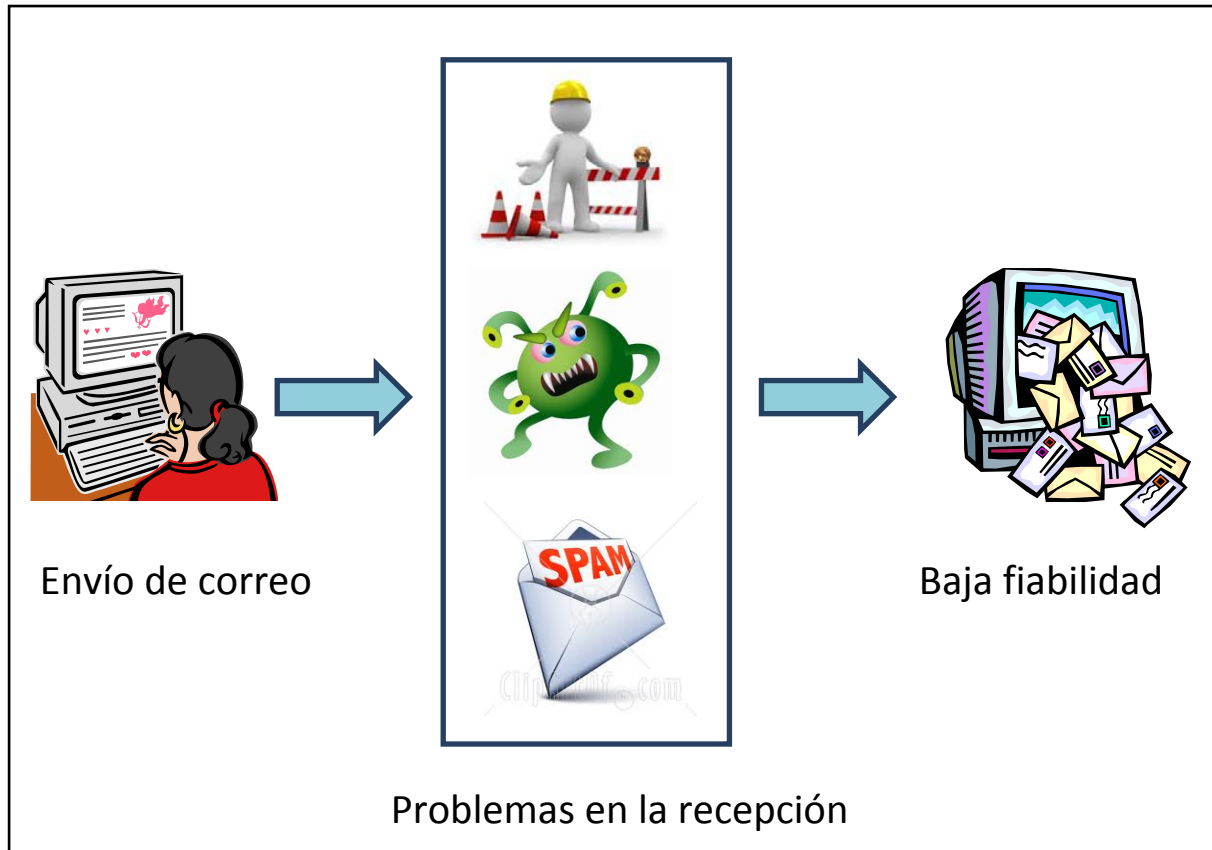 SPAM
Envío de correo
Baja fiabilidad
Problemas en la recepción